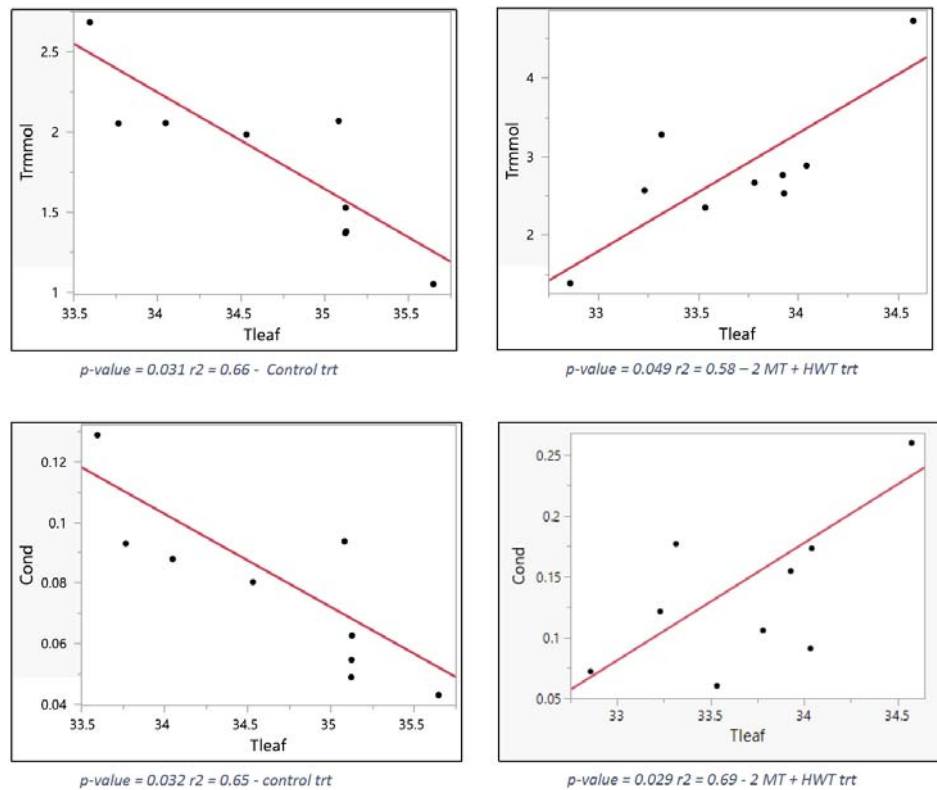 2.5
2
1.5
1
Trmmol
33.5 34 34.5 35 35.5
Tleaf
p-value = 0.031 r2 = 0.66 - Control trt
4
3
2
Trmmol
33 33.5 34 34.5
Tleaf
p-value = 0.049 r2 = 0.58 – 2 MT + HWT trt
0.12
0.1
0.08
0.06
0.04
Cond
33.5 34 34.5 35 35.5
Tleaf
p-value = 0.032 r2 = 0.65 - control trt
0.25
0.2
0.15
0.1
0.05
Cond
33 33.5 34 34.5
Tleaf
p-value = 0.029 r2 = 0.69 - 2 MT + HWT trt